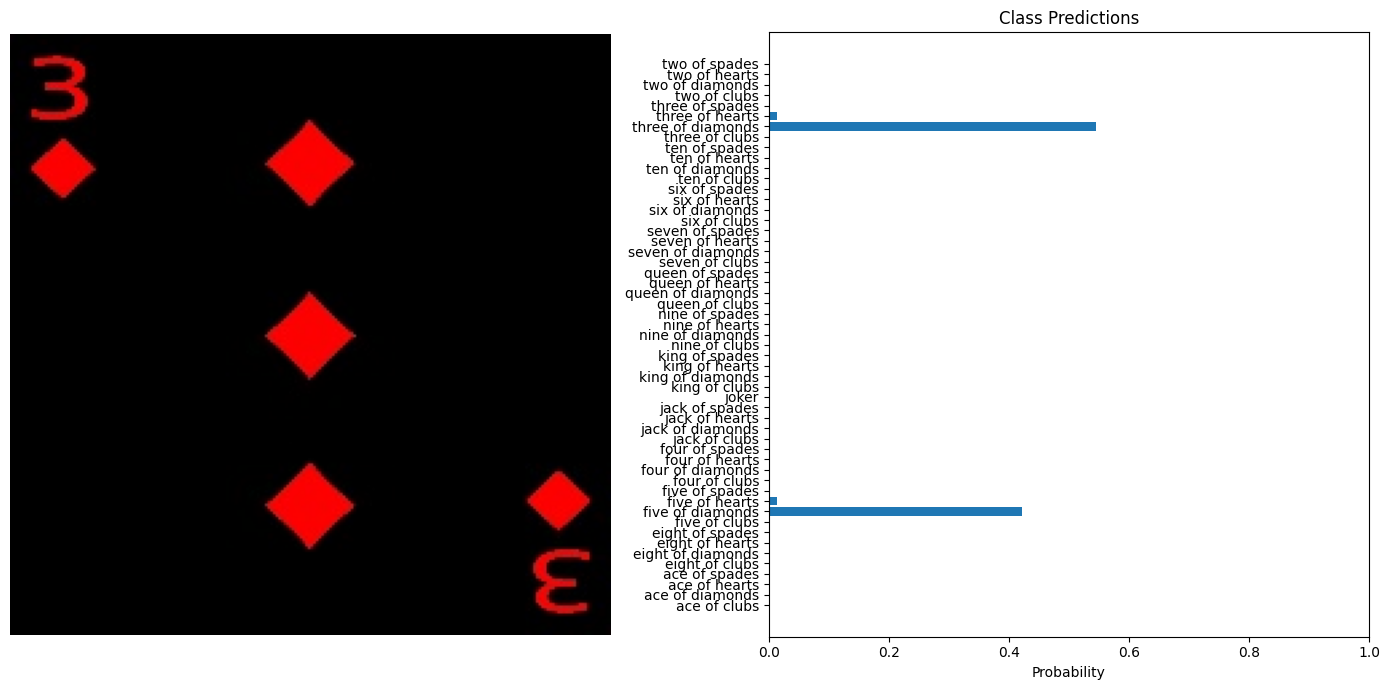 3
3
Class Predictions
two of spades
two of hearts
two of diamonds
two of clubs
three of spades
three of hearts
three of diamonds
three of clubs
ten of spades
ten of hearts
ten of diamonds
ten of clubs
six of spades
six of hearts
six of diamonds
six of clubs
seven of spades
seven of hearts
seven of diamonds
seven of clubs
queen of spades
queen of hearts
queen of diamonds
queen of clubs
nine of spades
nine of hearts
nine of diamonds
nine of clubs
king of spades
king of hearts
king of diamonds
king of clubs
joker
jack of spades
jack of hearts
jack of diamonds
jack of clubs
four of spades
four of hearts
four of diamonds
four of clubs
five of spades
five of hearts
five of diamonds
five of clubs
eight of spades
eight of hearts
eight of diamonds
eight of clubs
ace of spades
ace of hearts
ace of diamonds
ace of clubs
0.0 0.2 0.4 0.6 0.8 1.0
Probability